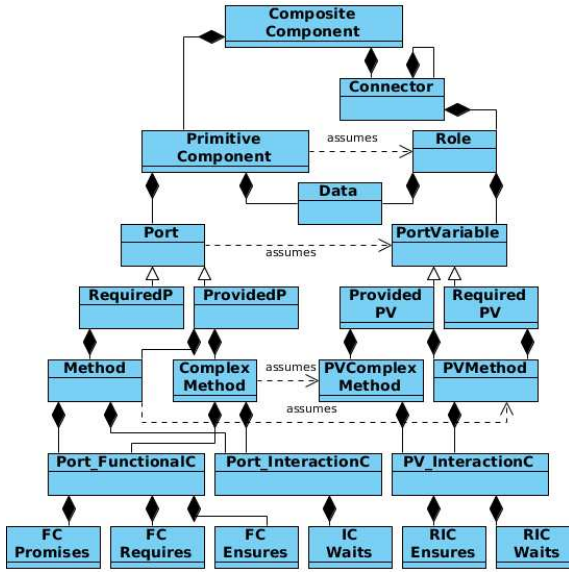 Composite
Component
Connector
Primitive
Component
assumes
Role
Data
Port
assumes
PortVariable
RequiredP
ProvidedP
Provided
PV
Required
PV
Method
Complex
Method
assumes
PVComplex
Method
PVMethod
assumes
Port_FunctionalC
Port_InteractionC
PV_InteractionC
FC
Promises
FC
Requires
FC
Ensures
IC
Waits
RIC
Ensures
RIC
Waits